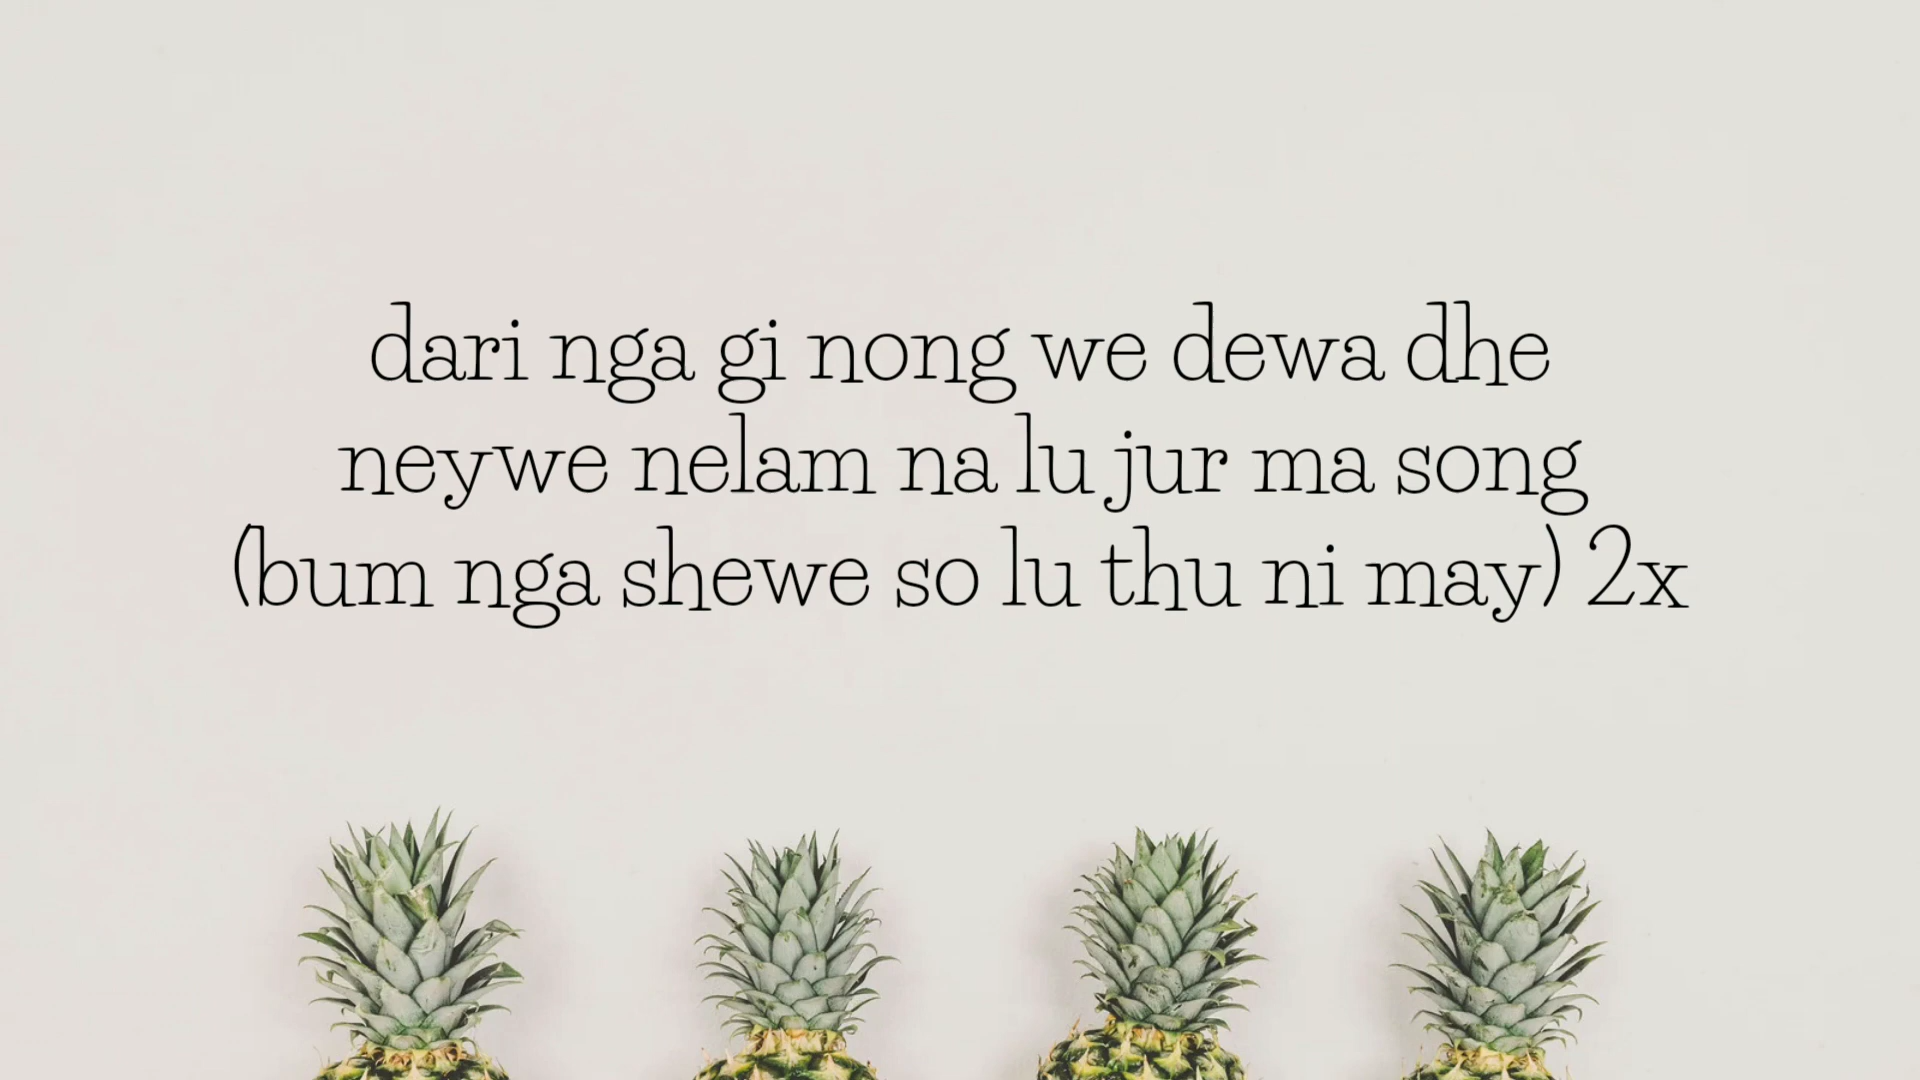 dari nga gi nong we dewa dhe
neywe nelam na lu jur ma song
(bum nga shewe so lu thu ni may) 2x